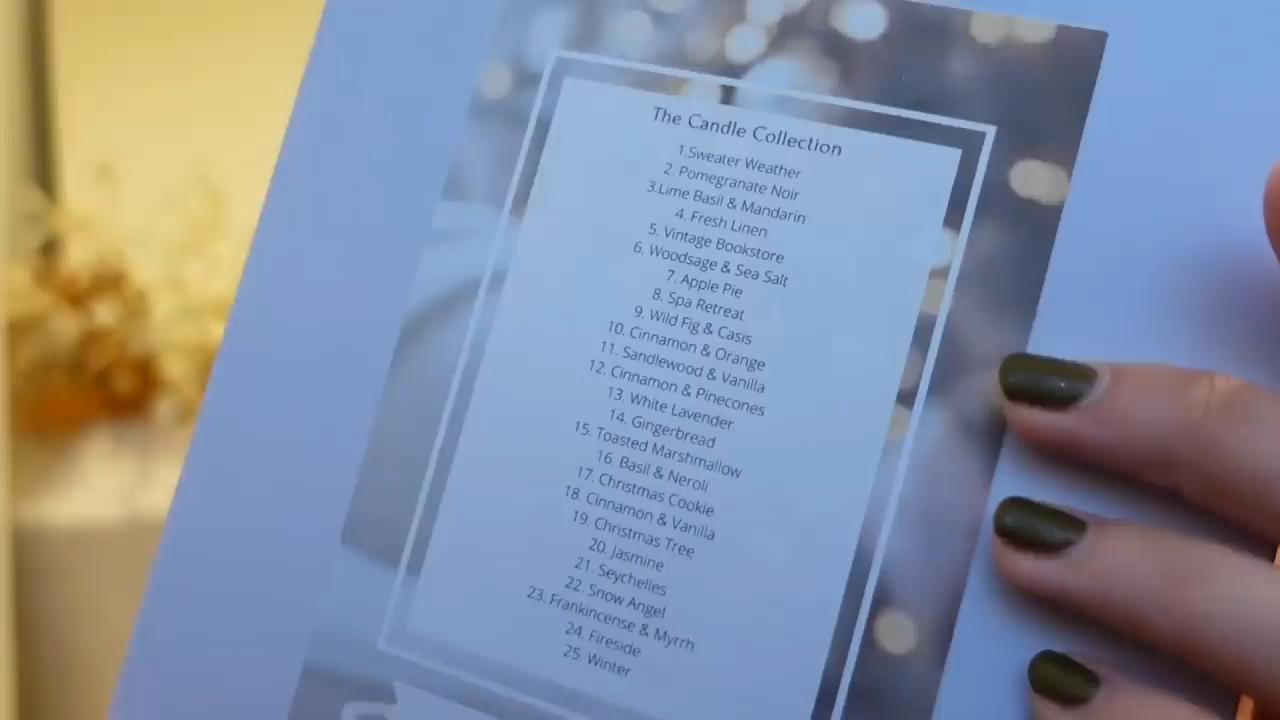 The Candle Collection
1.Sweater Weather
2. Pomegranate Noir
3.Lime Basil & Mandarin
4. Fresh Linen
5. Vintage Bookstore
6. Woodsage & Sea Salt
7. Apple Pie
8. Spa Retreat
9. Wild Fig & Casis
10. Cinnamon & Orange
11. Sandlewood & Vanilla
12. Cinnamon & Pinecones
13. White Lavender
14. Gingerbread
15. Toasted Marshmallow
16. Basil & Neroli
17. Christmas Cookie
18. Cinnamon & Vanilla
19. Christmas Tree
20. Jasmine
21. Seychelles
22. Snow Angel
23. Frankincense & Myrrh
24. Fireside
25. Winter